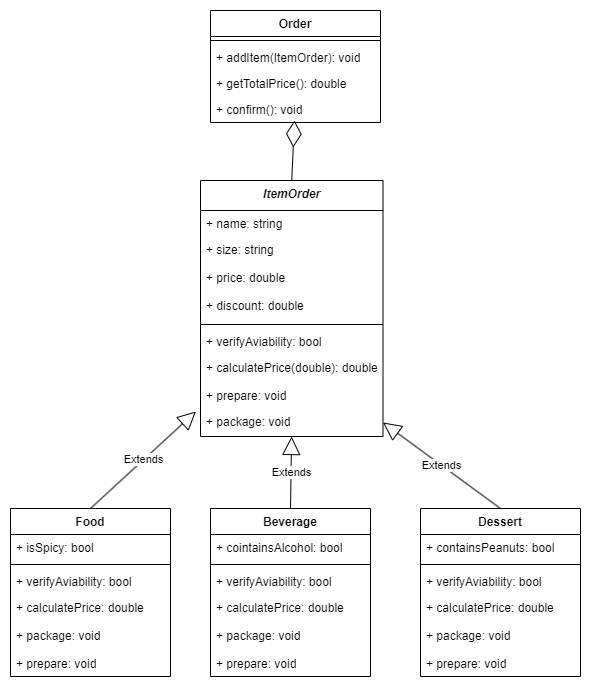 Order
+ addItem(ItemOrder): void
+ getTotalPrice(): double
+ confirm(): void
ItemOrder
+ name: string
+ size: string
+ price: double
+ discount: double
+ verifyAviability: bool
+ calculatePrice(double): double
+ prepare: void
+ package: void
Extends
Extends
Extends
Food
+ isSpicy: bool
+ verifyAviability: bool
+ calculatePrice: double
+ package: void
+ prepare: void
Beverage
+ cointainsAlcohol: bool
+ verifyAviability: bool
+ calculatePrice: double
+ package: void
+ prepare: void
Dessert
+ containsPeanuts: bool
+ verifyAviability: bool
+ calculatePrice: double
+ package: void
+ prepare: void